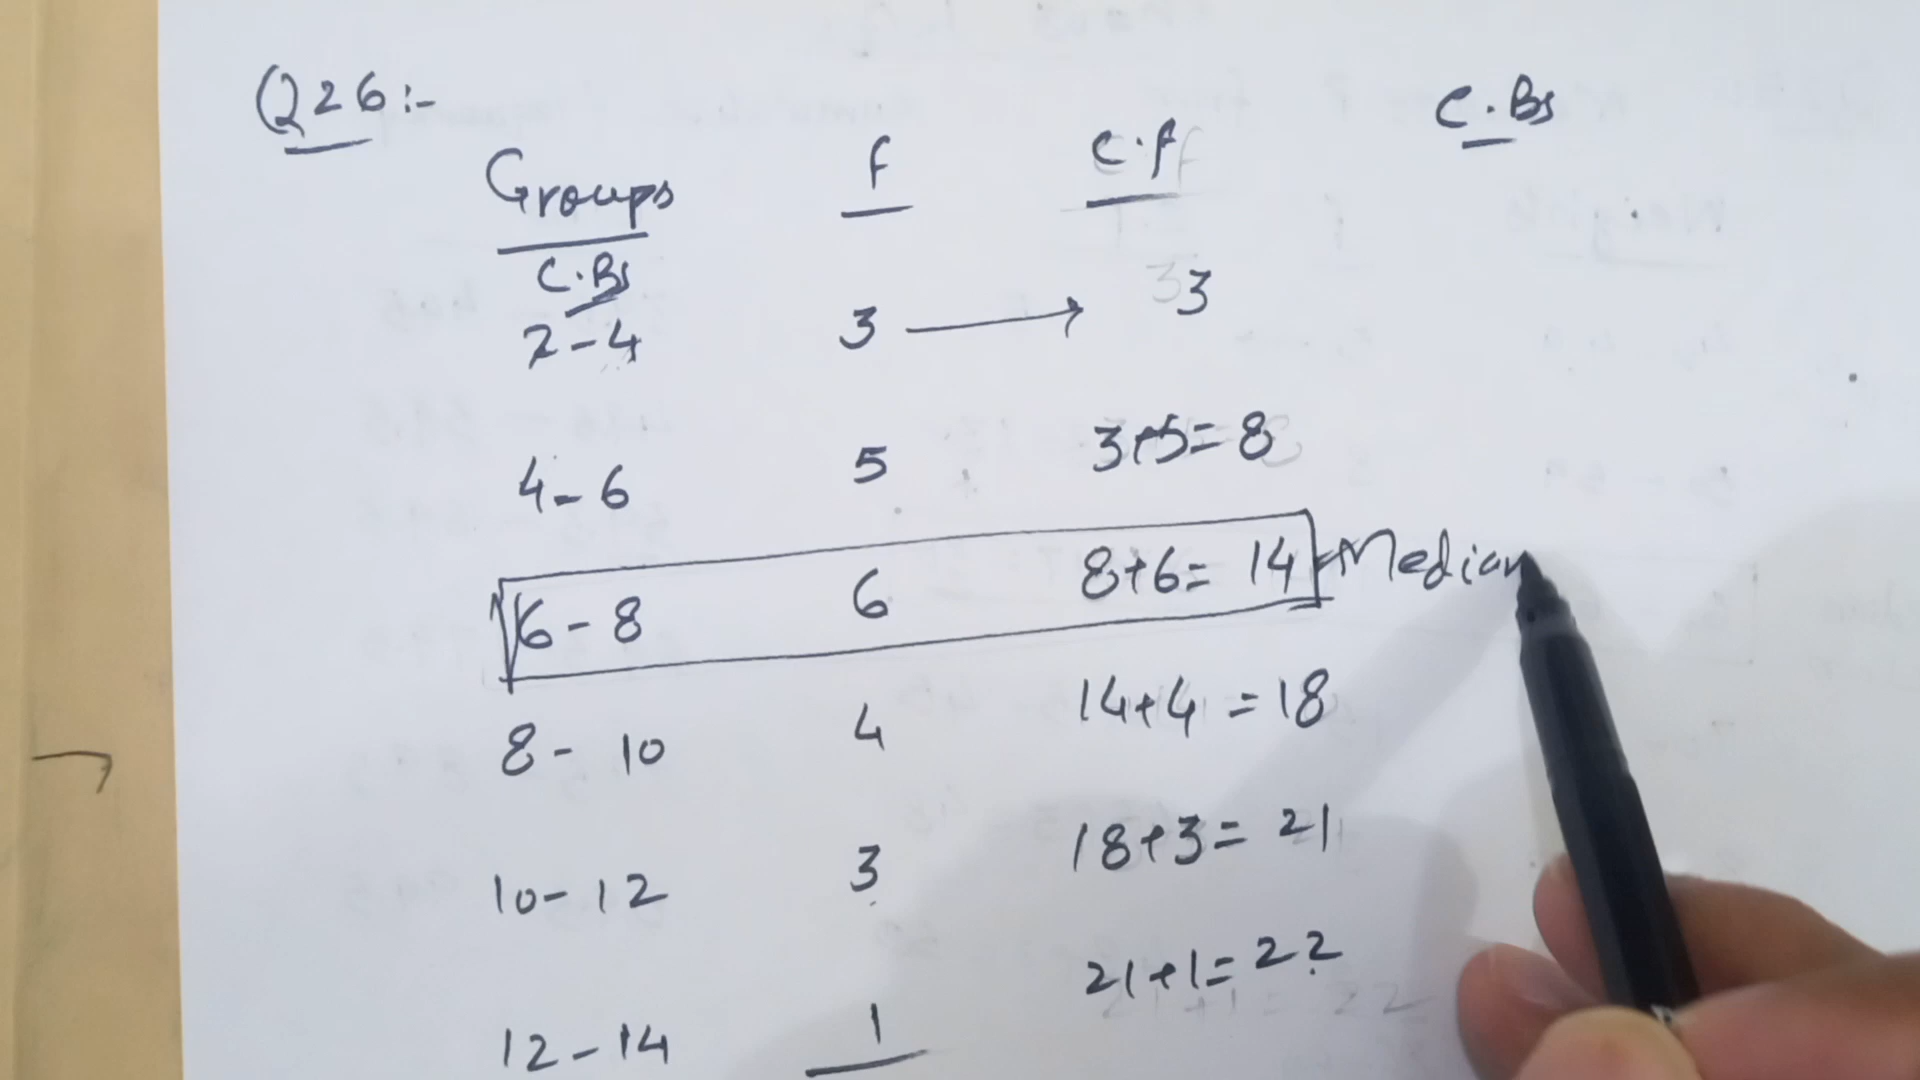 Q26:-
C.Bs
Groups f C.f
C.Bs
2-4 3 → 3
4-6 5 3+5=8
6-8 6 8+6=14 Median
8-10 4 14+4=18
10-12 3 18+3=21
12-14 1 21+1=22